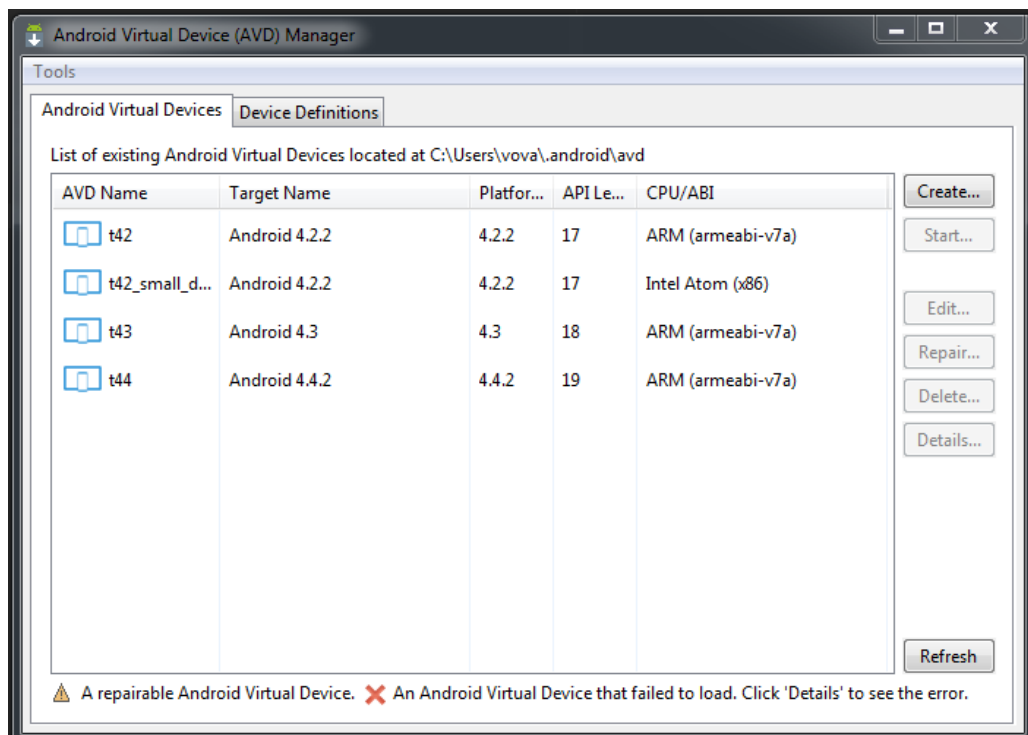 Android Virtual Device (AVD) Manager
Tools
Android Virtual Devices Device Definitions
List of existing Android Virtual Devices located at C:\Users\vova\.android\avd
AVD Name Target Name Platfor... API Le... CPU/ABI Create...
t42 Android 4.2.2 4.2.2 17 ARM (armeabi-v7a) Start...
t42_small_d... Android 4.2.2 4.2.2 17 Intel Atom (x86)
Edit...
t43 Android 4.3 4.3 18 ARM (armeabi-v7a)
Repair...
t44 Android 4.4.2 4.4.2 19 ARM (armeabi-v7a)
Delete...
Details...
Refresh
A repairable Android Virtual Device. An Android Virtual Device that failed to load. Click 'Details' to see the error.